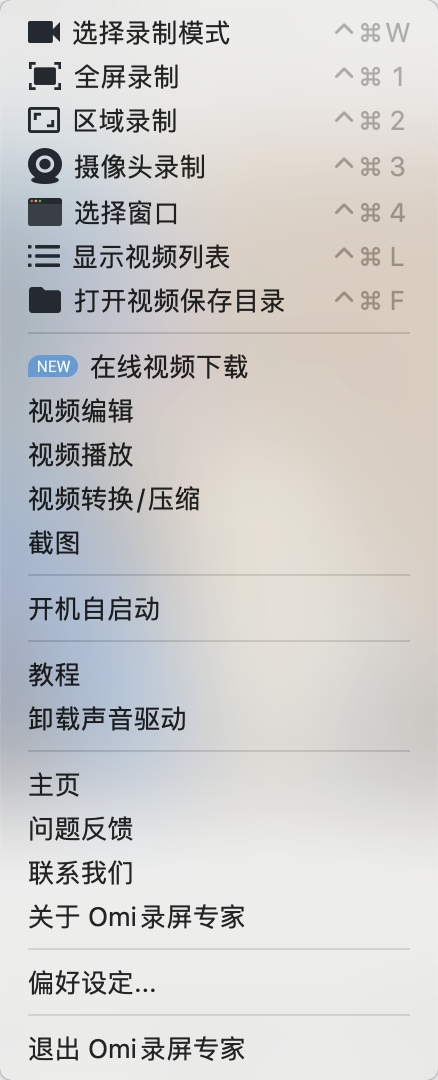 选择录制模式 ^⌘W
全屏录制 ^⌘1
区域录制 ^⌘2
摄像头录制 ^⌘3
选择窗口 ^⌘4
显示视频列表 ^⌘L
打开视频保存目录 ^⌘F
NEW 在线视频下载
视频编辑
视频播放
视频转换/压缩
截图
开机自启动
教程
卸载声音驱动
主页
问题反馈
联系我们
关于 Omi录屏专家
偏好设定...
退出 Omi录屏专家